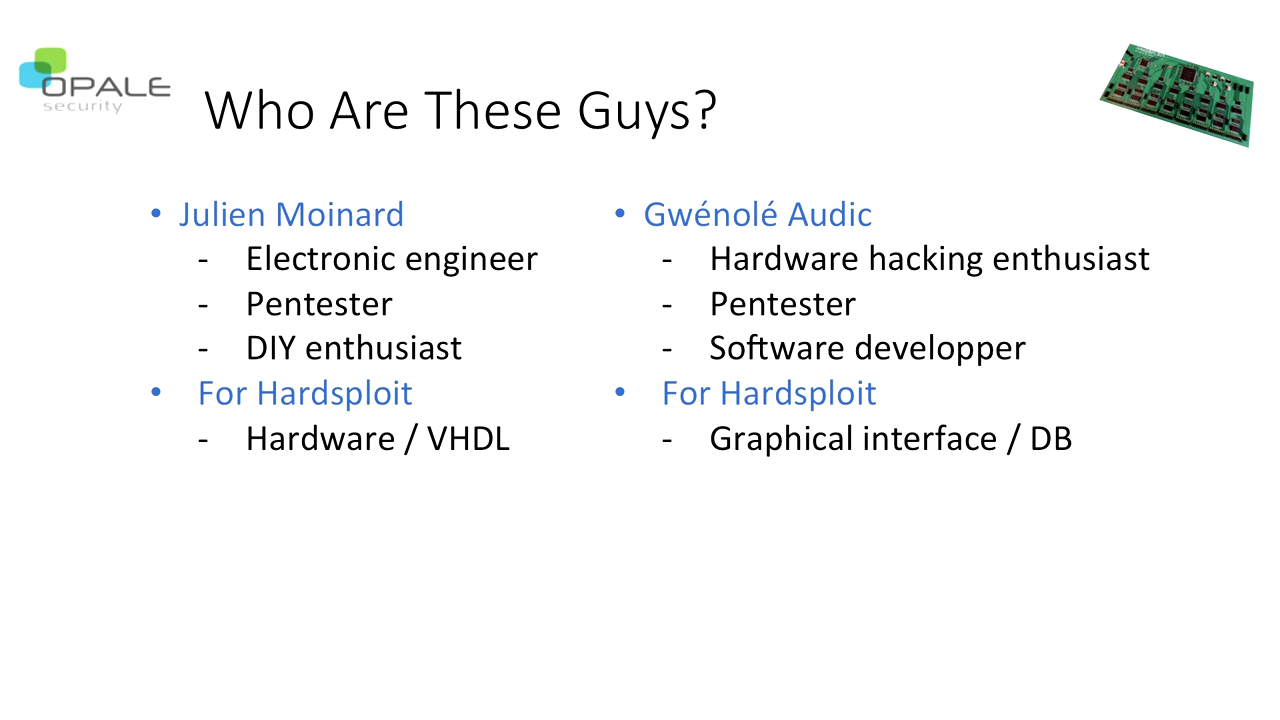 OPALE
security
Who Are These Guys?
• Julien Moinard
- Electronic engineer
- Pentester
- DIY enthusiast
• For Hardsploit
- Hardware / VHDL
• Gwénolé Audic
- Hardware hacking enthusiast
- Pentester
- Software developper
• For Hardsploit
- Graphical interface / DB